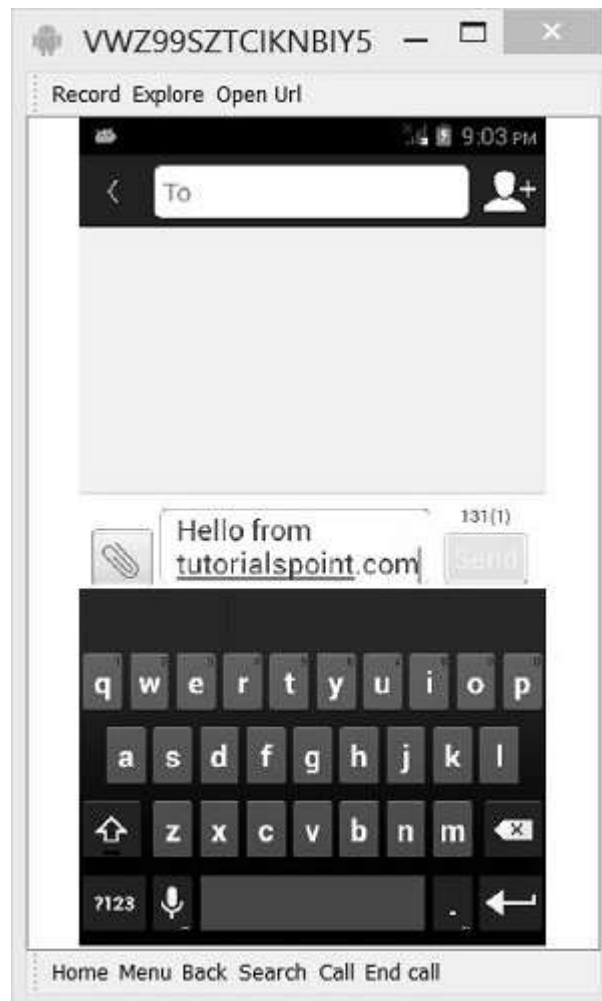 VWZ99SZTCIKNBIY5
Record Explore Open Url
9:03 PM
To
131(1)
Hello from
tutorialspoint.com
Send
q w e r t y u i o p
a s d f g h j k l
z x c v b n m
?123 .
Home Menu Back Search Call End call